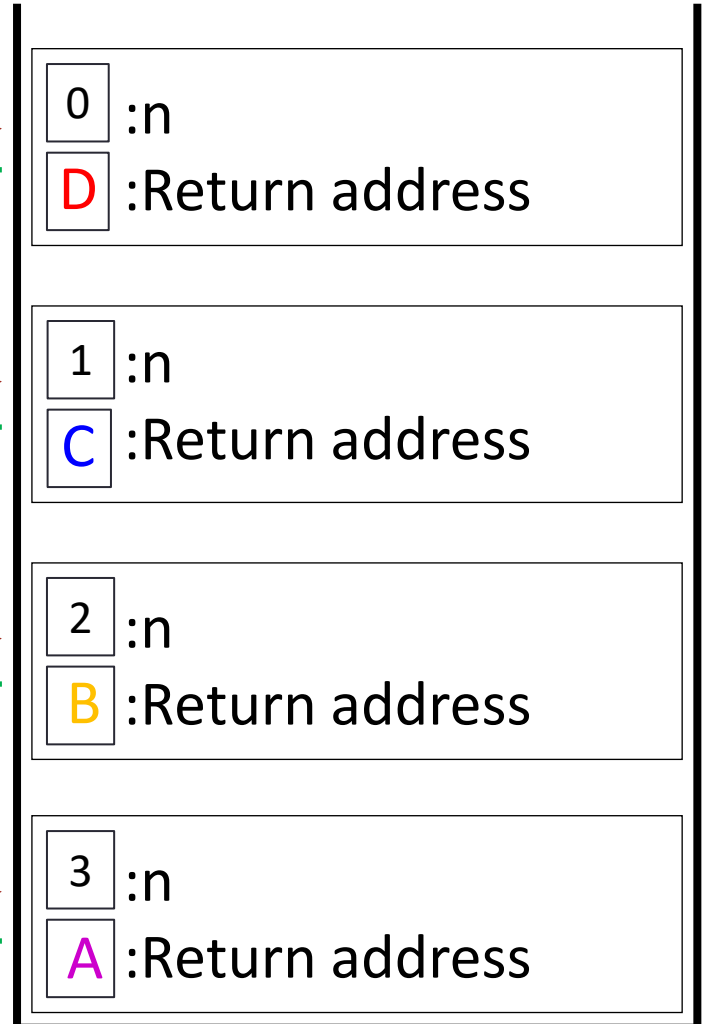 0 :n
D :Return address
1 :n
C :Return address
2 :n
B :Return address
3 :n
A :Return address